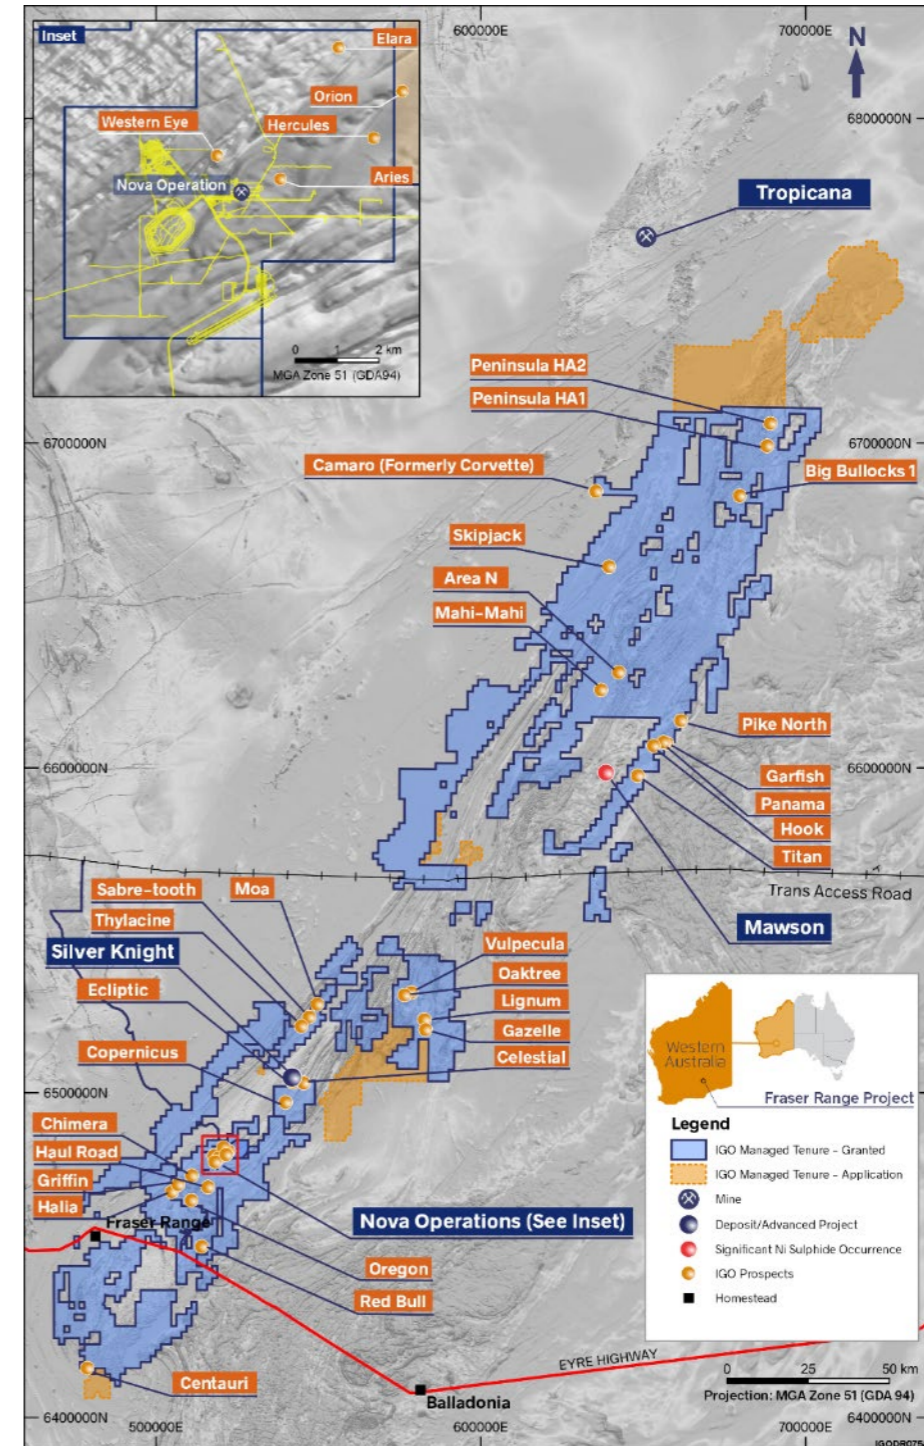 600000E
700000E
Inset
Elara
Orion
Western Eye
Hercules
Nova Operation
Aries
0 1 2 km
MGA Zone 51 (GDA94)
N
6800000N
Tropicana
Peninsula HA2
Peninsula HA1
6700000N
6700000N
Camaro (Formerly Corvette)
Big Bullocks 1
Skipjack
Area N
Mahi-Mahi
Pike North
6600000N
6600000N
Garfish
Panama
Hook
Titan
Trans Access Road
Sabre-tooth
Moa
Thylacine
Mawson
Silver Knight
Vulpecula
Oaktree
Ecliptic
Lignum
Gazelle
Copernicus
Celestial
6500000N
Chimera
Haul Road
Griffin
Halia
Fraser Range
Nova Operations (See Inset)
Oregon
Red Bull
Centauri
Balladonia
EYRE HIGHWAY
Western
Australia
Fraser Range Project
Legend
IGO Managed Tenure - Granted
IGO Managed Tenure - Application
Mine
Deposit/Advanced Project
Significant Ni Sulphide Occurrence
IGO Prospects
Homestead
0 25 50 km
Projection: MGA Zone 51 (GDA 94)
6400000N
500000E
600000E
700000E
6400000N